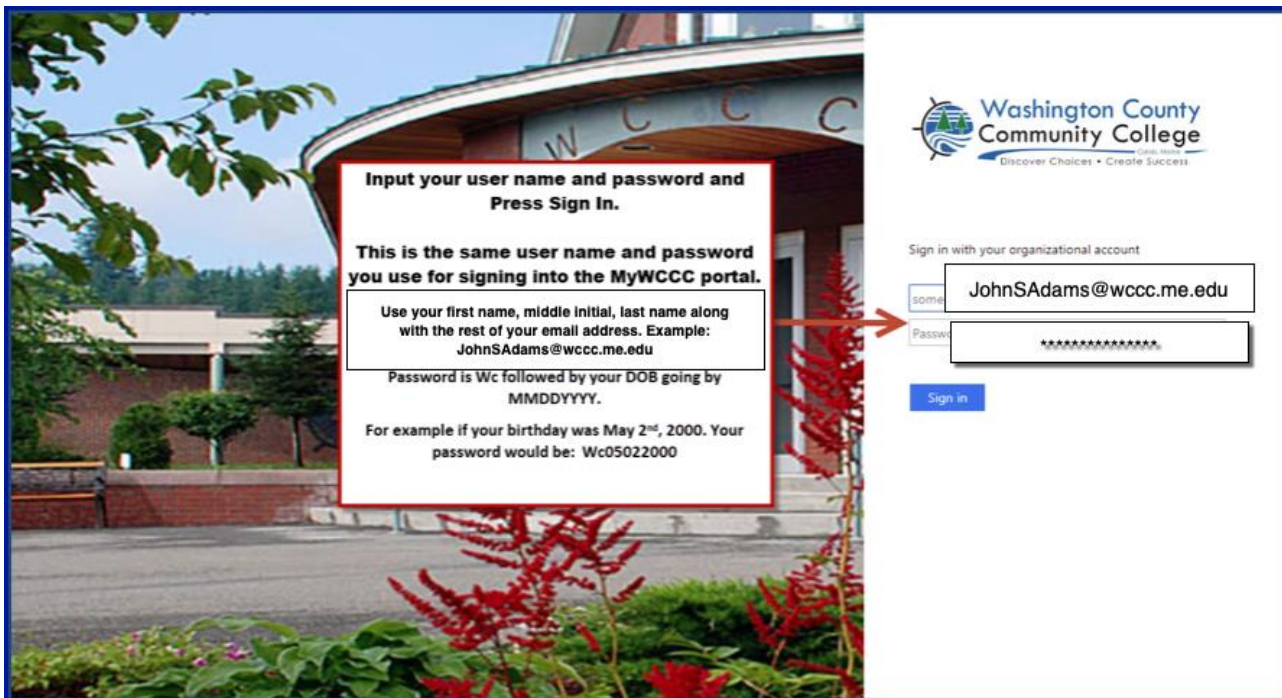 W C C C
Input your user name and password and
Press Sign In.
This is the same user name and password
you use for signing into the MyWCCC portal.
Use your first name, middle initial, last name along
with the rest of your email address. Example:
JohnSAdams@wccc.me.edu
Password is Wc followed by your DOB going by
MMDDYYYY.
For example if your birthday was May 2nd, 2000. Your
password would be: Wc05022000
Washington County
Community College
Calais, Maine
Discover Choices • Create Success
Sign in with your organizational account
some
JohnSAdams@wccc.me.edu
Passwo
***************
Sign in